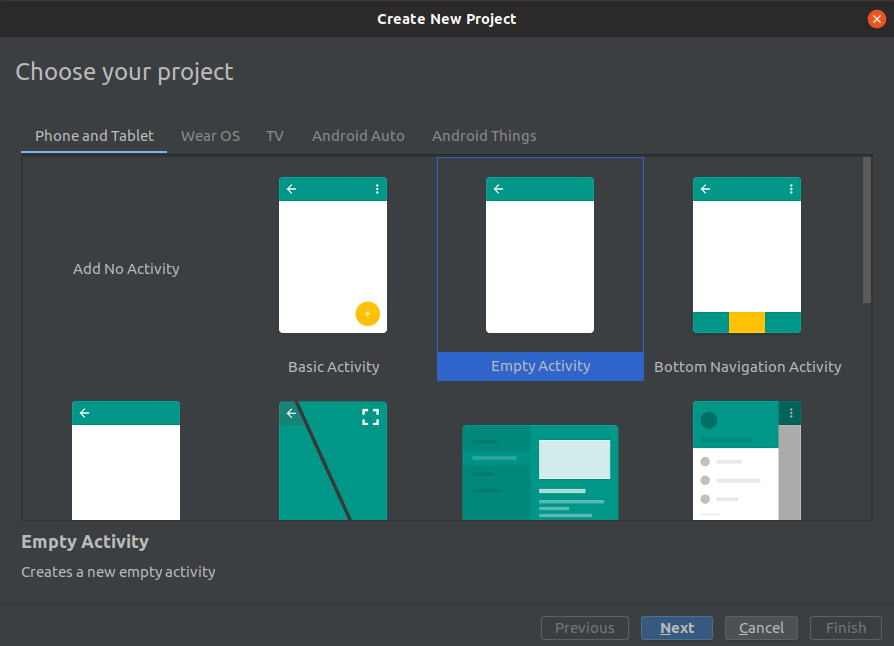 Create New Project
Choose your project
Phone and Tablet Wear OS TV Android Auto Android Things
Add No Activity
Basic Activity Empty Activity Bottom Navigation Activity
Empty Activity
Creates a new empty activity
Previous Next Cancel Finish